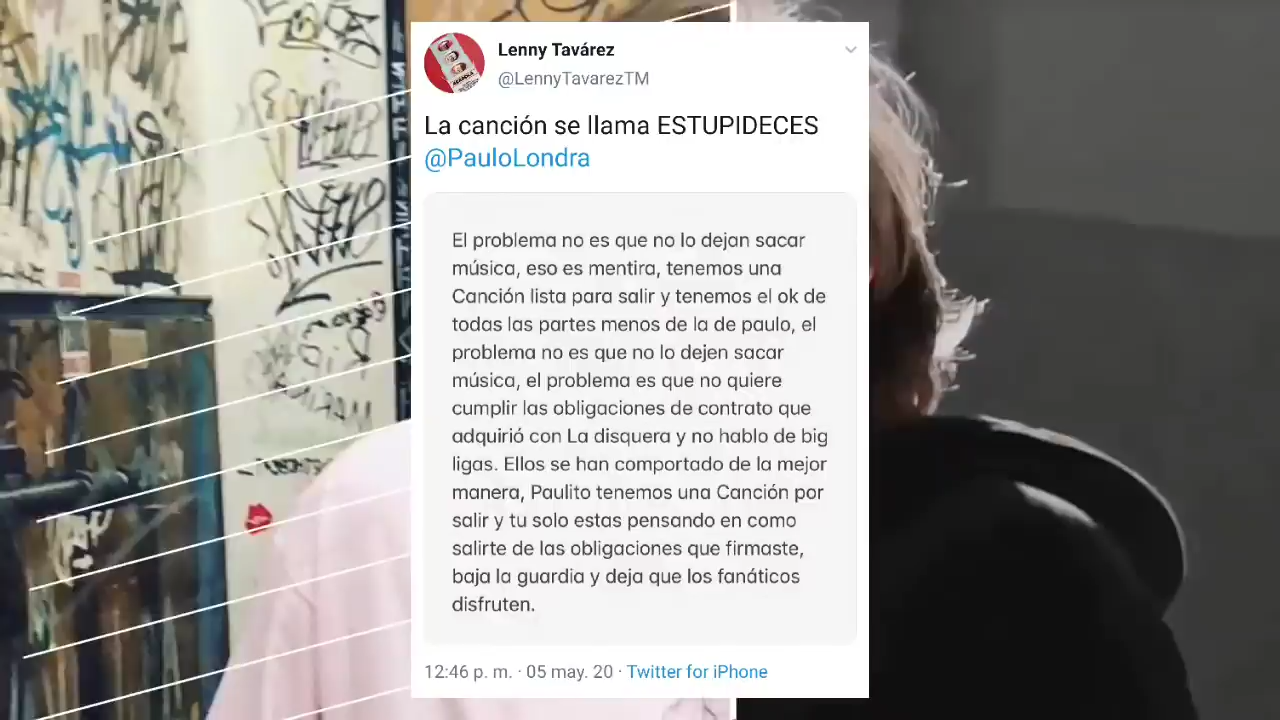 Lenny Tavárez
@LennyTavarezTM
La canción se llama ESTUPIDECES
@PauloLondra
El problema no es que no lo dejan sacar
música, eso es mentira, tenemos una
Canción lista para salir y tenemos el ok de
todas las partes menos de la de paulo, el
problema no es que no lo dejen sacar
música, el problema es que no quiere
cumplir las obligaciones de contrato que
adquirió con La disquera y no hablo de big
ligas. Ellos se han comportado de la mejor
manera, Paulito tenemos una Canción por
salir y tu solo estas pensando en como
salirte de las obligaciones que firmaste,
baja la guardia y deja que los fanáticos
disfruten.
12:46 p. m. · 05 may. 20 · Twitter for iPhone